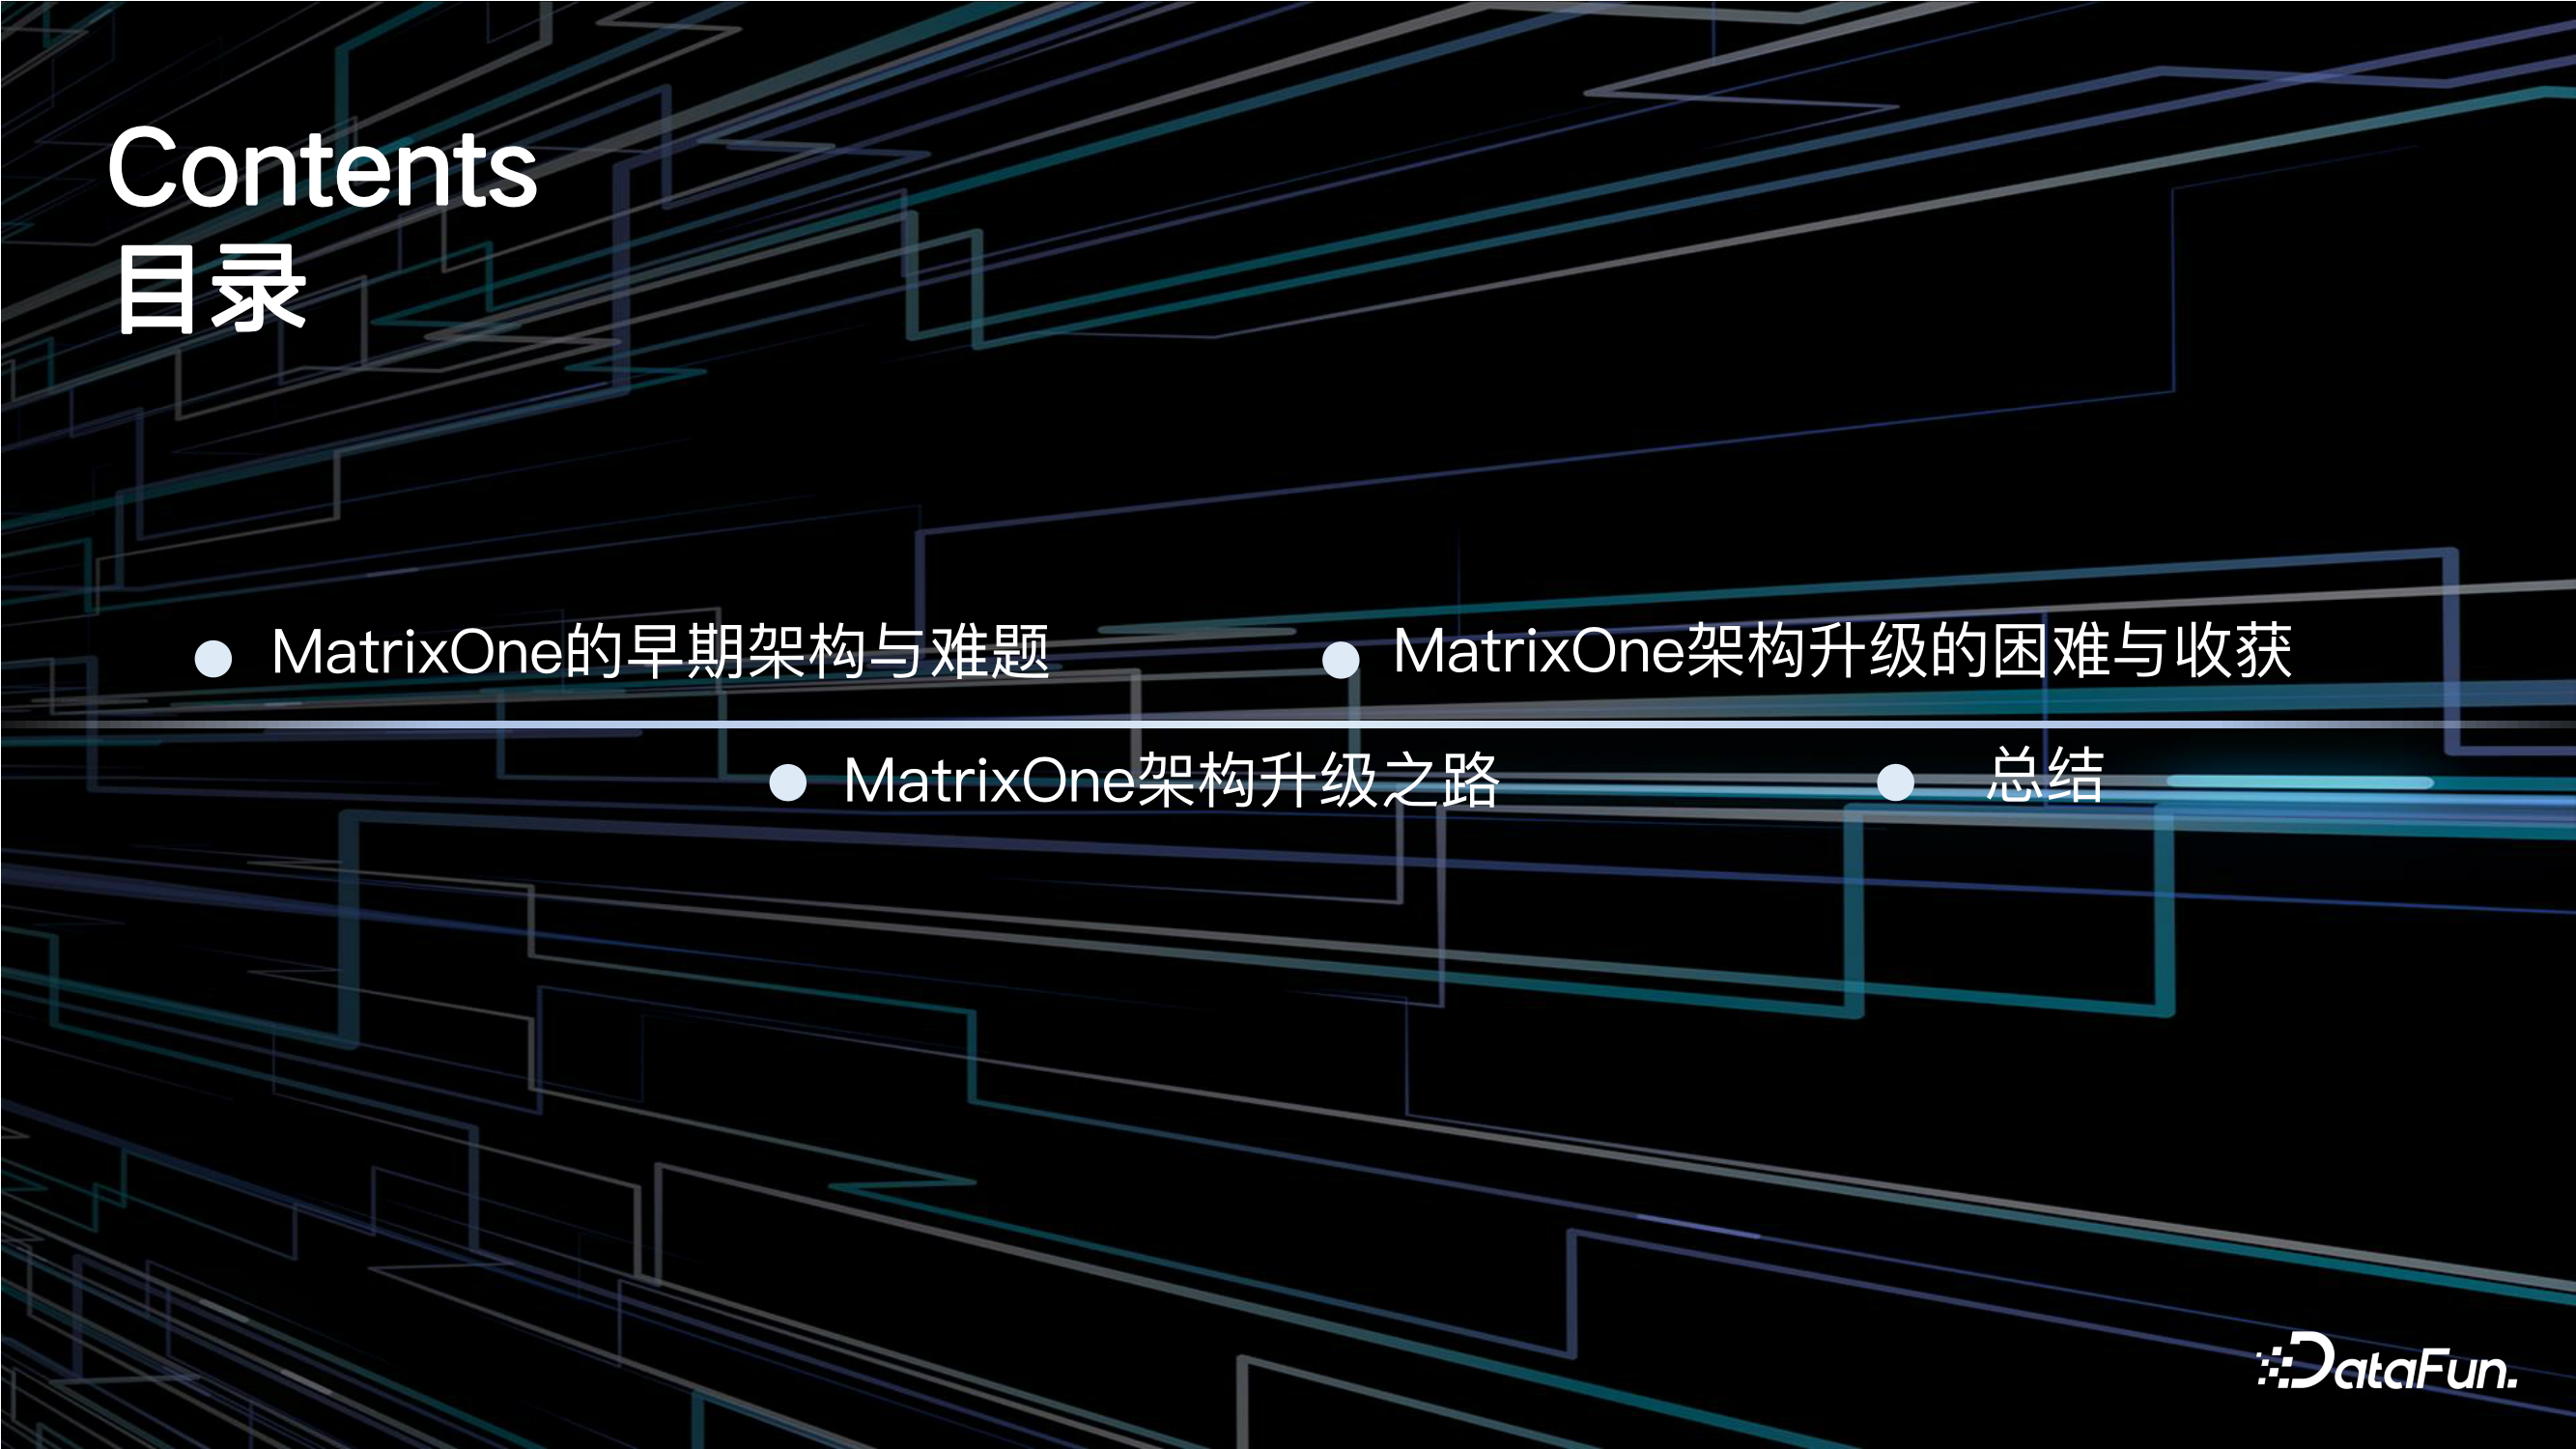 Contents
目录
MatrixOne的早期架构与难题
MatrixOne架构升级之路
MatrixOne架构升级的困难与收获
总结
DataFun.